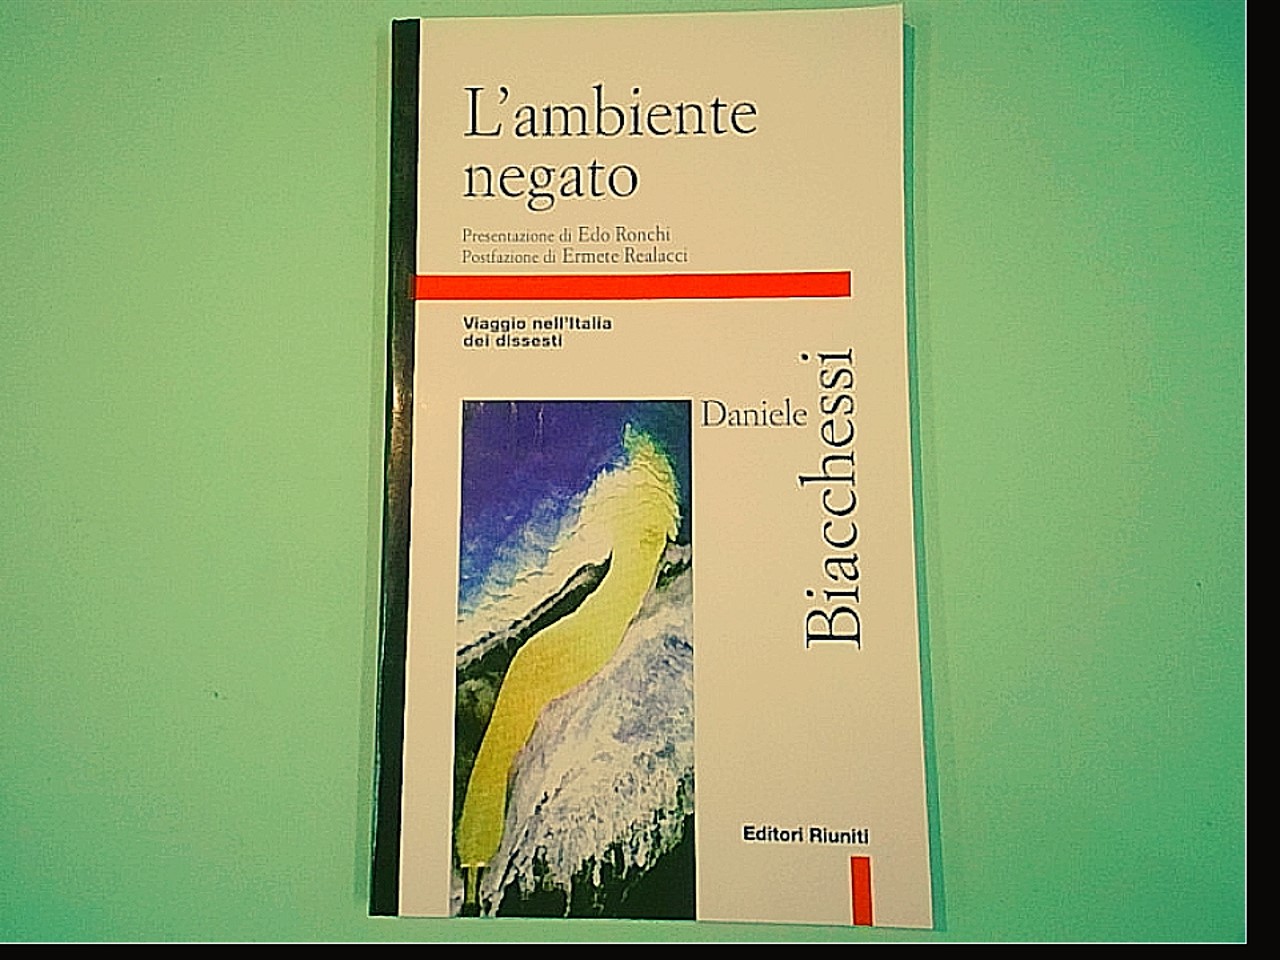 L'ambiente
negato
Presentazione di Edo Ronchi
Postfazione di Ermete Realacci
Viaggio nell'Italia
dei dissesti
Daniele
Biacchessi
Editori Riuniti